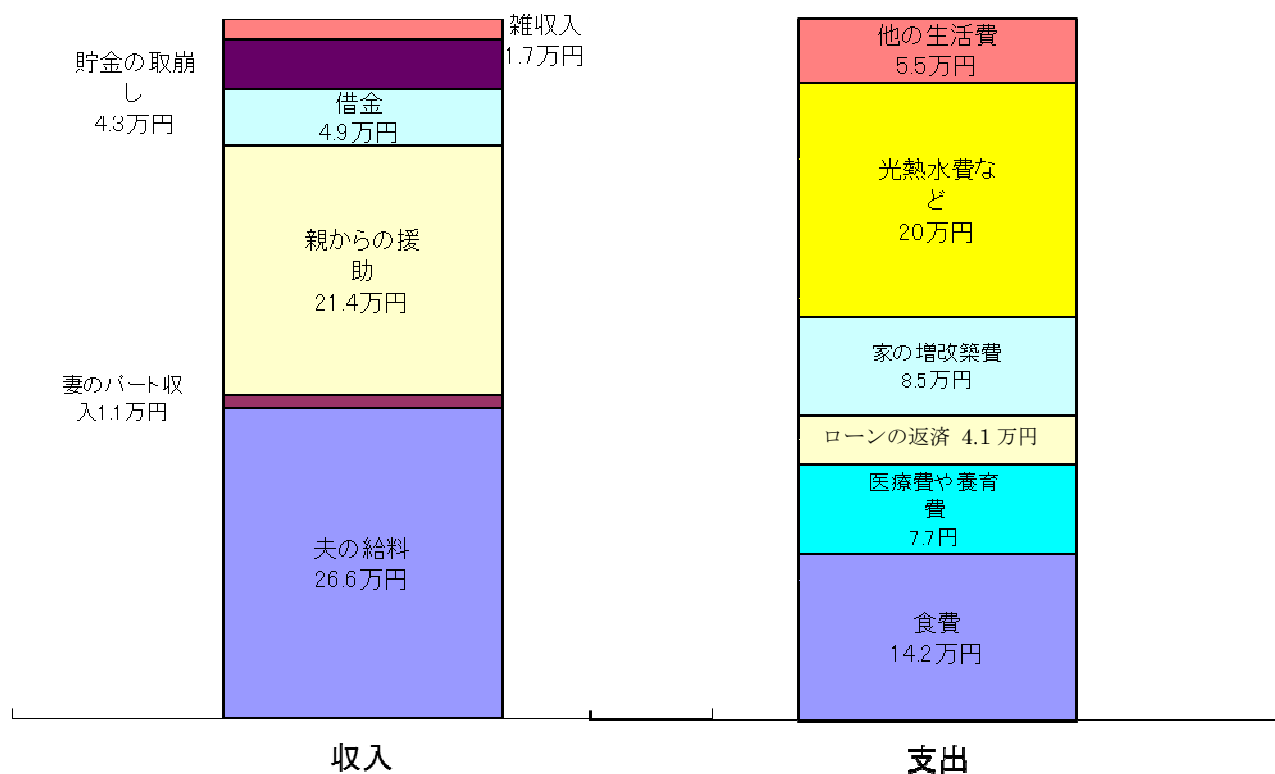 雑収入
1.7万円
貯金の取崩
し
4.3万円
借金
4.9万円
親からの援
助
21.4万円
妻のパート収
入1.1万円
夫の給料
26.6万円
収入
他の生活費
5.5万円
光熱水費な
ど
20万円
家の増改築費
8.5万円
ローンの返済 4.1 万円
医療費や養育
費
7.7円
食費
14.2万円
支出